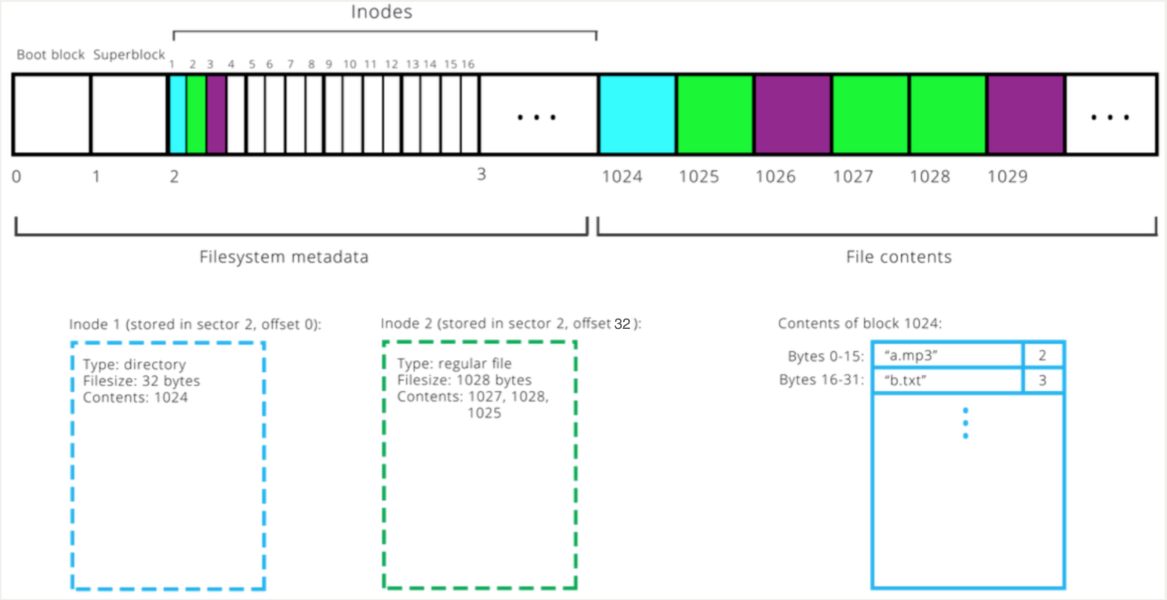 Inodes
Boot block Superblock
1 2 3 4 5 6 7 8 9 10 11 12 13 14 15 16
... ...
0 1 2 3 1024 1025 1026 1027 1028 1029
Filesystem metadata
File contents
Inode 1 (stored in sector 2, offset 0):
Type: directory
Filesize: 32 bytes
Contents: 1024
Inode 2 (stored in sector 2, offset 32):
Type: regular file
Filesize: 1028 bytes
Contents: 1027, 1028,
1025
Contents of block 1024:
Bytes 0-15: “a.mp3” 2
Bytes 16-31: “b.txt” 3